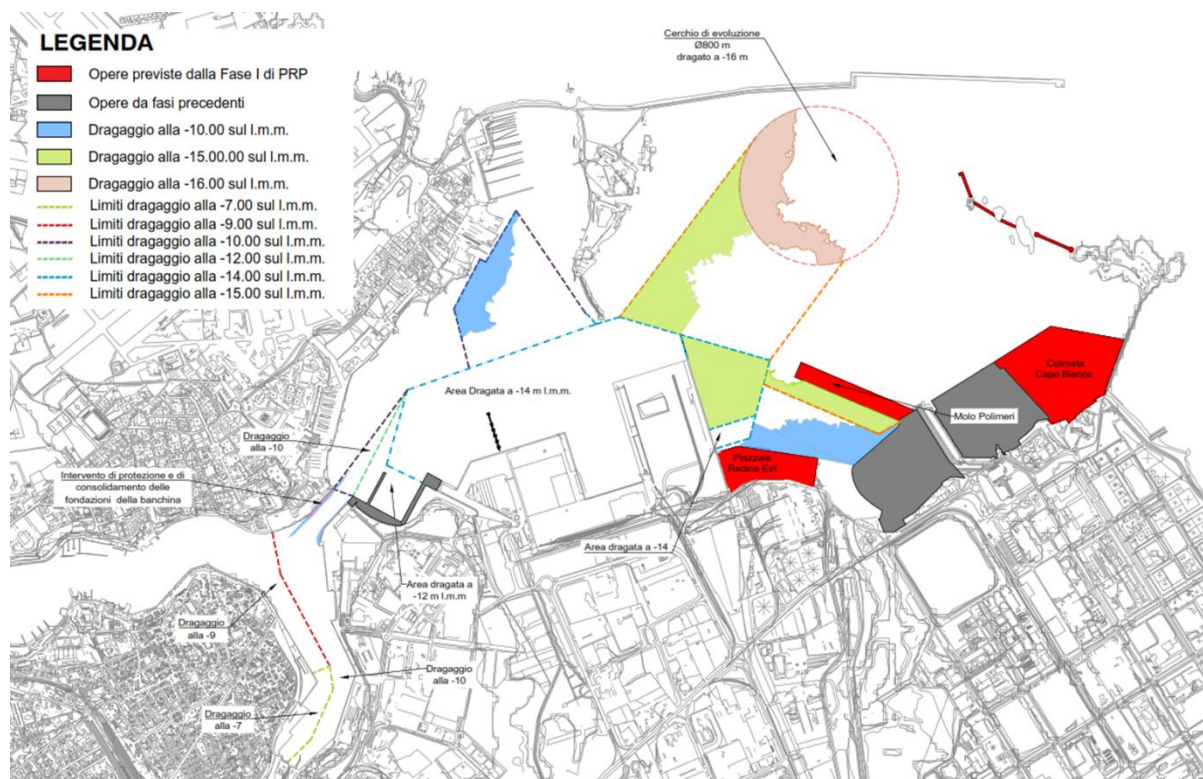 LEGENDA
Opere previste dalla Fase I di PRP
Opere da fasi precedenti
Dragaggio alla -10.00 sul l.m.m.
Dragaggio alla -15.00.00 sul l.m.m.
Dragaggio alla -16.00 sul l.m.m.
Limiti dragaggio alla -7.00 sul l.m.m.
Limiti dragaggio alla -9.00 sul l.m.m.
Limiti dragaggio alla -10.00 sul l.m.m.
Limiti dragaggio alla -12.00 sul l.m.m.
Limiti dragaggio alla -14.00 sul l.m.m.
Limiti dragaggio alla -15.00 sul l.m.m.
Cerchio di evoluzione
Ø800 m
dragato a -16 m
Colmata
Capo Bianco
Area Dragata a -14 m l.m.m.
Molo Polimeri
Dragaggio
alla -10
Piazzale
Radice Est
Intervento di protezione e di
consolidamento delle
fondazioni della banchina
Area dragata a -14
Area dragata a
-12 m l.m.m
Dragaggio
alla -9
Dragaggio
alla -10
Dragaggio
alla -7